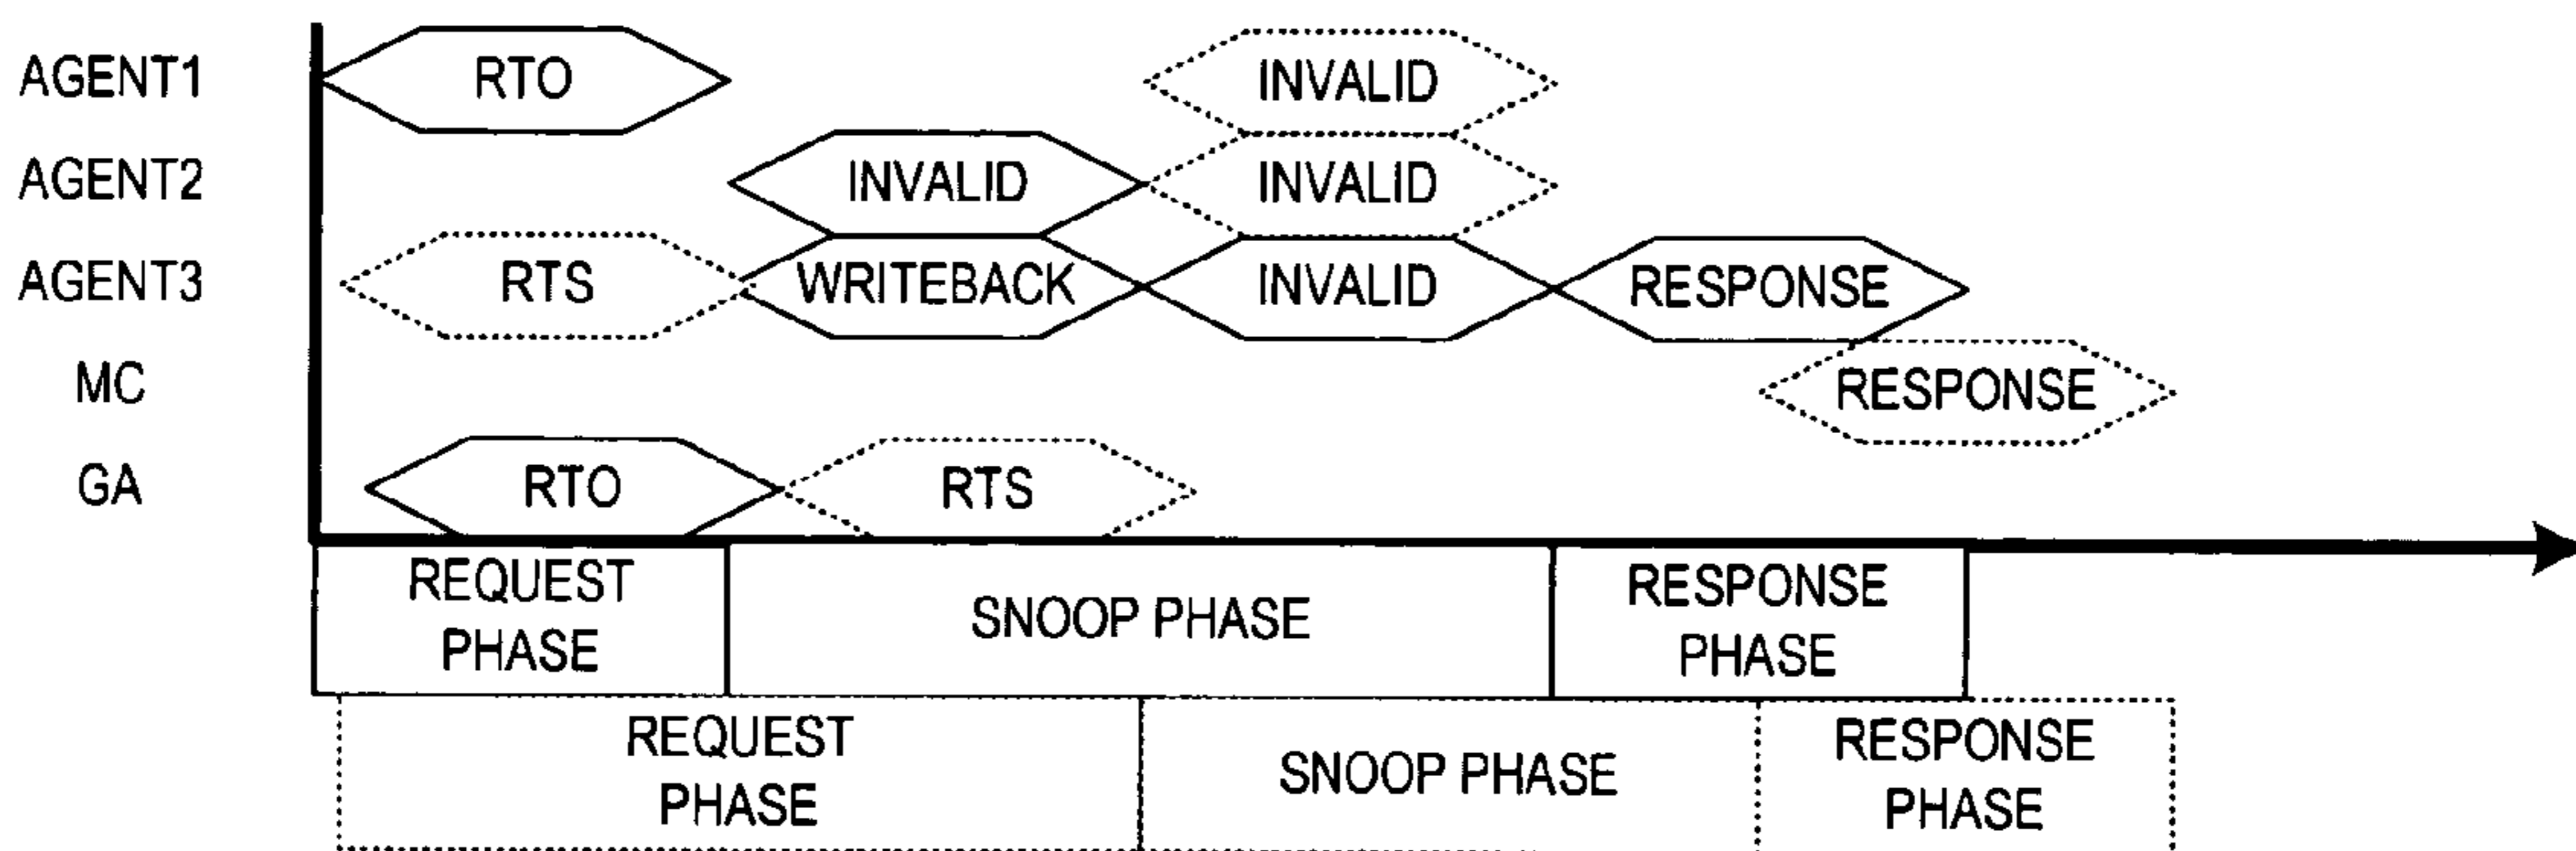 AGENT1 RTO INVALID
AGENT2 INVALID INVALID
AGENT3 RTS WRITEBACK INVALID RESPONSE
MC RESPONSE
GA RTO RTS
REQUEST PHASE SNOOP PHASE RESPONSE PHASE
REQUEST PHASE SNOOP PHASE RESPONSE PHASE